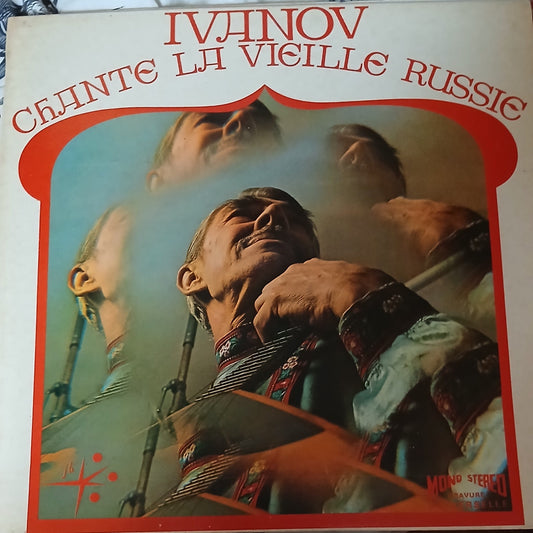 IVANOV
ChANTE LA VIEILLE RUSSIE
MONO STEREO